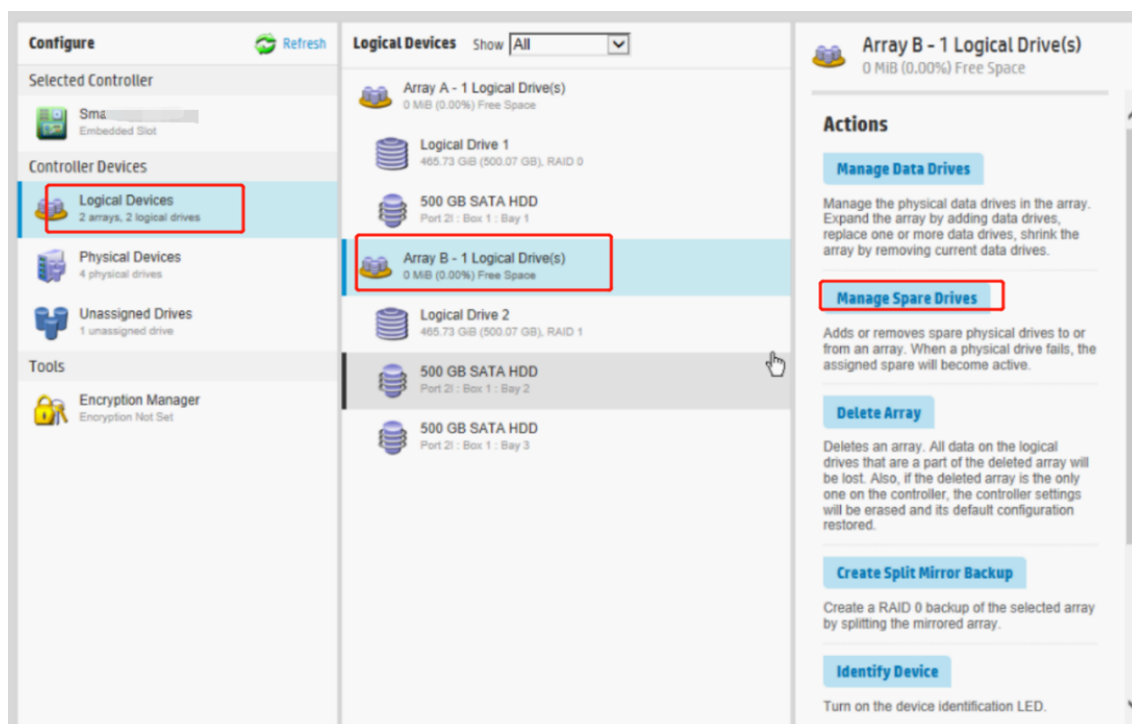 Configure
Refresh
Selected Controller
Sma
Embedded Slot
Controller Devices
Logical Devices
2 arrays, 2 logical drives
Physical Devices
4 physical drives
Unassigned Drives
1 unassigned drive
Tools
Encryption Manager
Encryption Not Set
Logical Devices Show All
Array A - 1 Logical Drive(s)
0 MiB (0.00%) Free Space
Logical Drive 1
465.73 GiB (500.07 GB), RAID 0
500 GB SATA HDD
Port 2I : Box 1 : Bay 1
Array B - 1 Logical Drive(s)
0 MiB (0.00%) Free Space
Logical Drive 2
465.73 GiB (500.07 GB), RAID 1
500 GB SATA HDD
Port 2I : Box 1 : Bay 2
500 GB SATA HDD
Port 2I : Box 1 : Bay 3
Array B - 1 Logical Drive(s)
0 MiB (0.00%) Free Space
Actions
Manage Data Drives
Manage the physical data drives in the array.
Expand the array by adding data drives,
replace one or more data drives, shrink the
array by removing current data drives.
Manage Spare Drives
Adds or removes spare physical drives to or
from an array. When a physical drive fails, the
assigned spare will become active.
Delete Array
Deletes an array. All data on the logical
drives that are a part of the deleted array will
be lost. Also, if the deleted array is the only
one on the controller, the controller settings
will be erased and its default configuration
restored.
Create Split Mirror Backup
Create a RAID 0 backup of the selected array
by splitting the mirrored array.
Identify Device
Turn on the device identification LED.